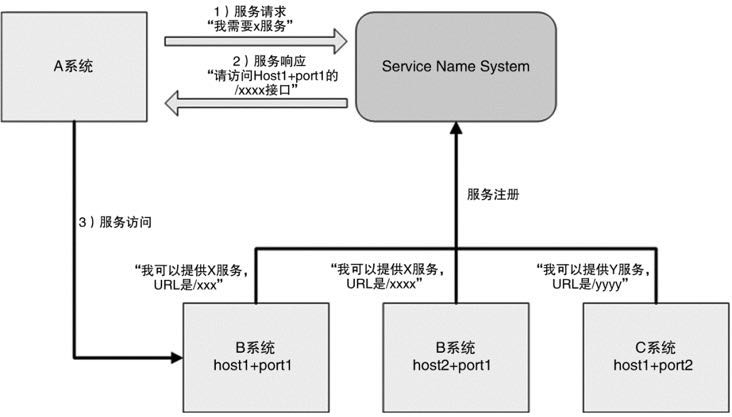 1）服务请求
“我需要x服务”
A系统
2）服务响应
“请访问Host1+port1的
/xxxx接口”
Service Name System
服务注册
3）服务访问
“我可以提供X服务，
URL是/xxx”
“我可以提供X服务，
URL是/xxxx”
“我可以提供Y服务，
URL是/yyyy”
B系统
host1+port1
B系统
host2+port1
C系统
host1+port2